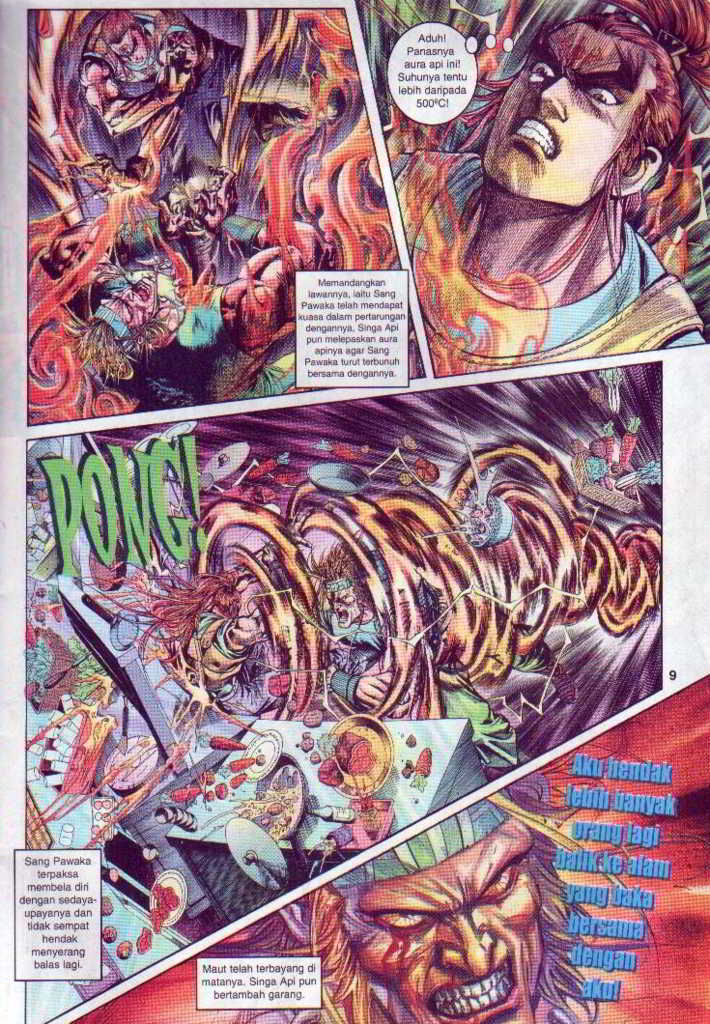 Memandangkan
lawannya, iaitu Sang
Pawaka telah mendapat
kuasa dalam pertarungan
dengannya, Singa Api
pun melepaskan aura
apinya agar Sang
Pawaka turut terbunuh
bersama dengannya.
Aduh!
Panasnya
aura api ini!
Suhunya tentu
lebih daripada
500°C!
PONG!
9
Sang Pawaka
terpaksa
membela diri
dengan sedaya-
upayanya dan
tidak sempat
hendak
menyerang
balas lagi.
Maut telah terbayang di
matanya. Singa Api pun
bertambah garang.
Aku hendak
lebih banyak
orang lagi
balik ke alam
yang baka
bersama
dengan
aku!